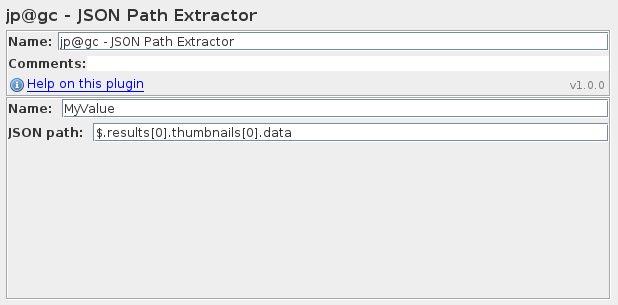 jp@gc - JSON Path Extractor
Name: jp@gc - JSON Path Extractor
Comments:
Help on this plugin v1.0.0
Name: MyValue
JSON path: $.results[0].thumbnails[0].data